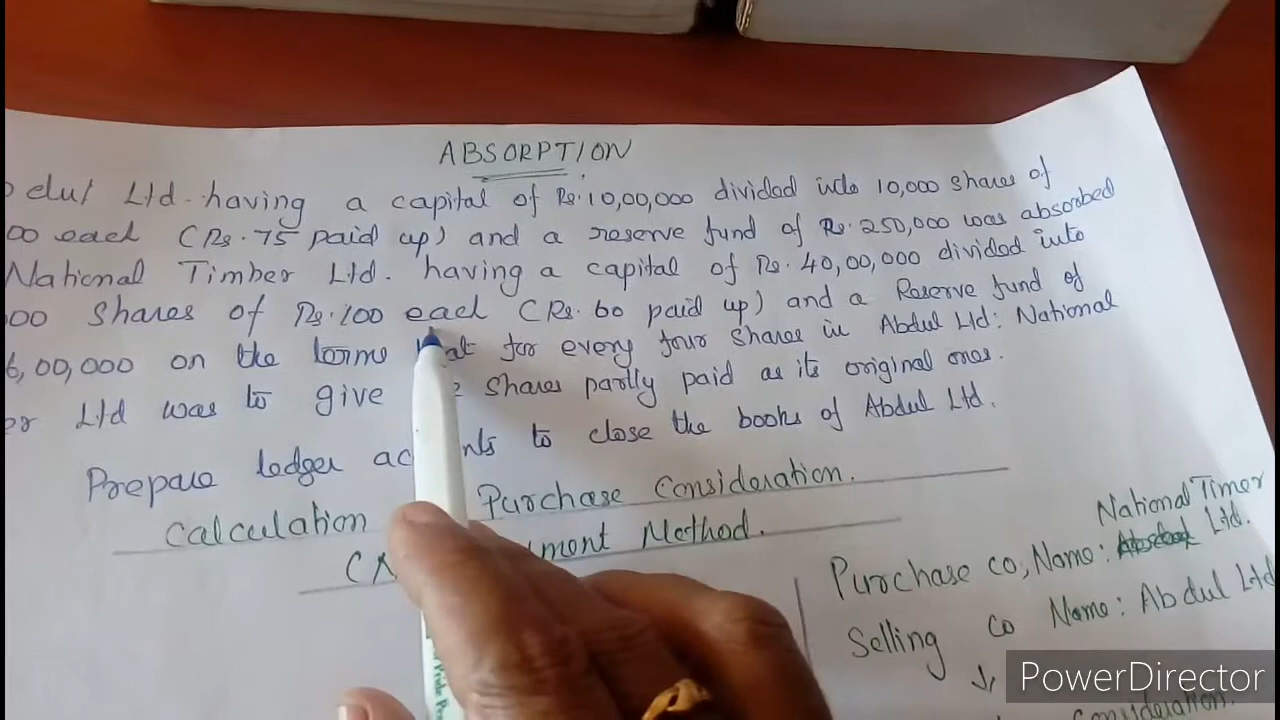 ABSORPTION
dul Ltd. having a capital of Rs. 10,00,000 divided into 10,000 shares of
00 each (Rs. 75 paid up) and a reserve fund of Rs. 250,000 was absorbed
National Timber Ltd. having a capital of Rs. 40,00,000 divided into
00 shares of Rs. 100 each (Rs. 60 paid up) and a Reserve fund of
6,00,000 on the terms at for every four shares in Abdul Ltd: National
er Ltd was to give shares partly paid as its original ones.
Prepare ledger ac nts to close the books of Abdul Ltd.
Calculation Purchase Consideration.
ment Method.
National Timer
Purchase co, Name: Ltd.
Selling co Name: Abdul Ltd
Consideration.
PowerDirector